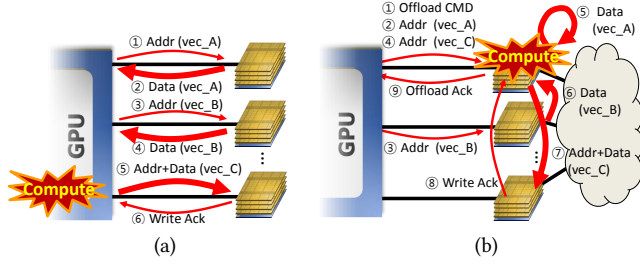 ① Addr (vec_A)
② Data (vec_A)
③ Addr (vec_B)
④ Data (vec_B)
⑤ Addr+Data (vec_C)
⑥ Write Ack
GPU
Compute
...
(a)
① Offload CMD
② Addr (vec_A)
④ Addr (vec_C)
⑨ Offload Ack
③ Addr (vec_B)
⑧ Write Ack
GPU
Compute
⑤ Data
(vec_A)
⑥ Data
(vec_B)
⑦ Addr+Data
(vec_C)
...
(b)